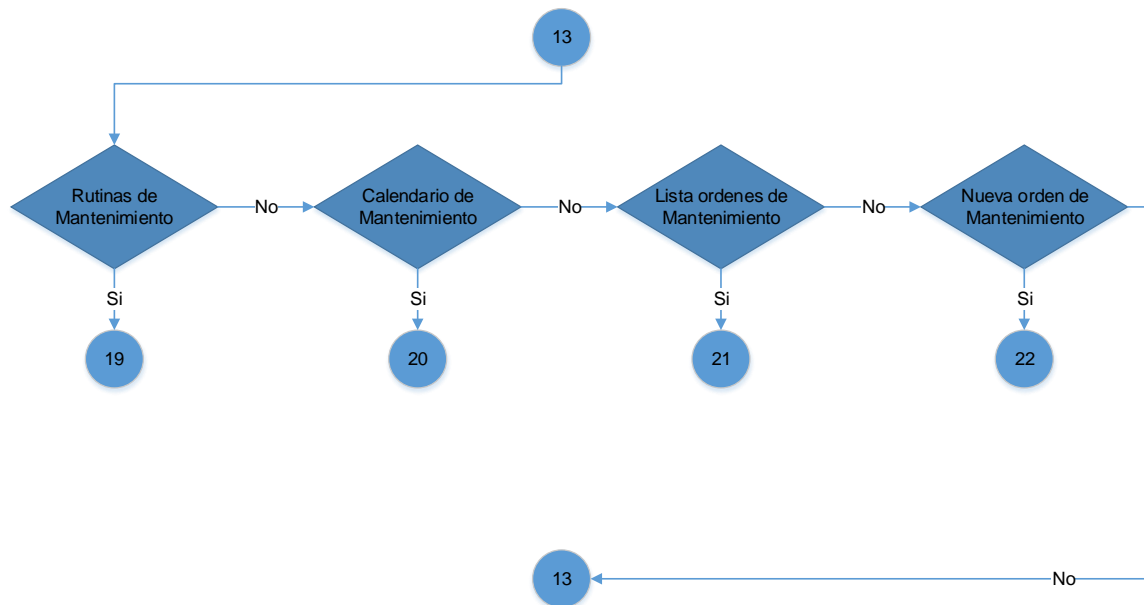 13
Rutinas de
Mantenimiento
No
Calendario de
Mantenimiento
No
Lista ordenes de
Mantenimiento
No
Nueva orden de
Mantenimiento
Si
Si
Si
Si
19
20
21
22
13
No